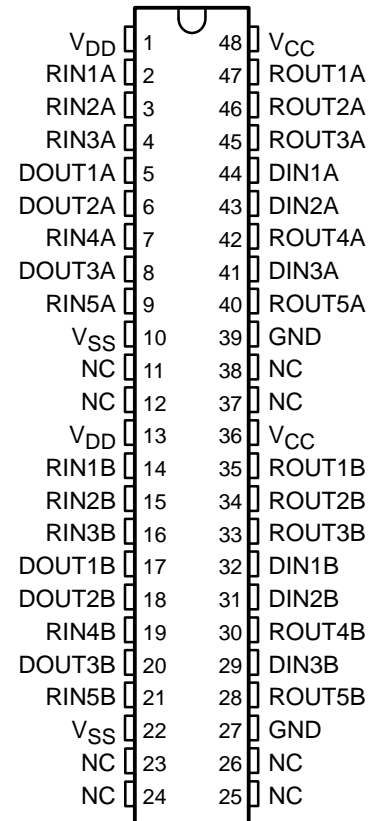 VDD 1 48 VCC
RIN1A 2 47 ROUT1A
RIN2A 3 46 ROUT2A
RIN3A 4 45 ROUT3A
DOUT1A 5 44 DIN1A
DOUT2A 6 43 DIN2A
RIN4A 7 42 ROUT4A
DOUT3A 8 41 DIN3A
RIN5A 9 40 ROUT5A
VSS 10 39 GND
NC 11 38 NC
NC 12 37 NC
VDD 13 36 VCC
RIN1B 14 35 ROUT1B
RIN2B 15 34 ROUT2B
RIN3B 16 33 ROUT3B
DOUT1B 17 32 DIN1B
DOUT2B 18 31 DIN2B
RIN4B 19 30 ROUT4B
DOUT3B 20 29 DIN3B
RIN5B 21 28 ROUT5B
VSS 22 27 GND
NC 23 26 NC
NC 24 25 NC